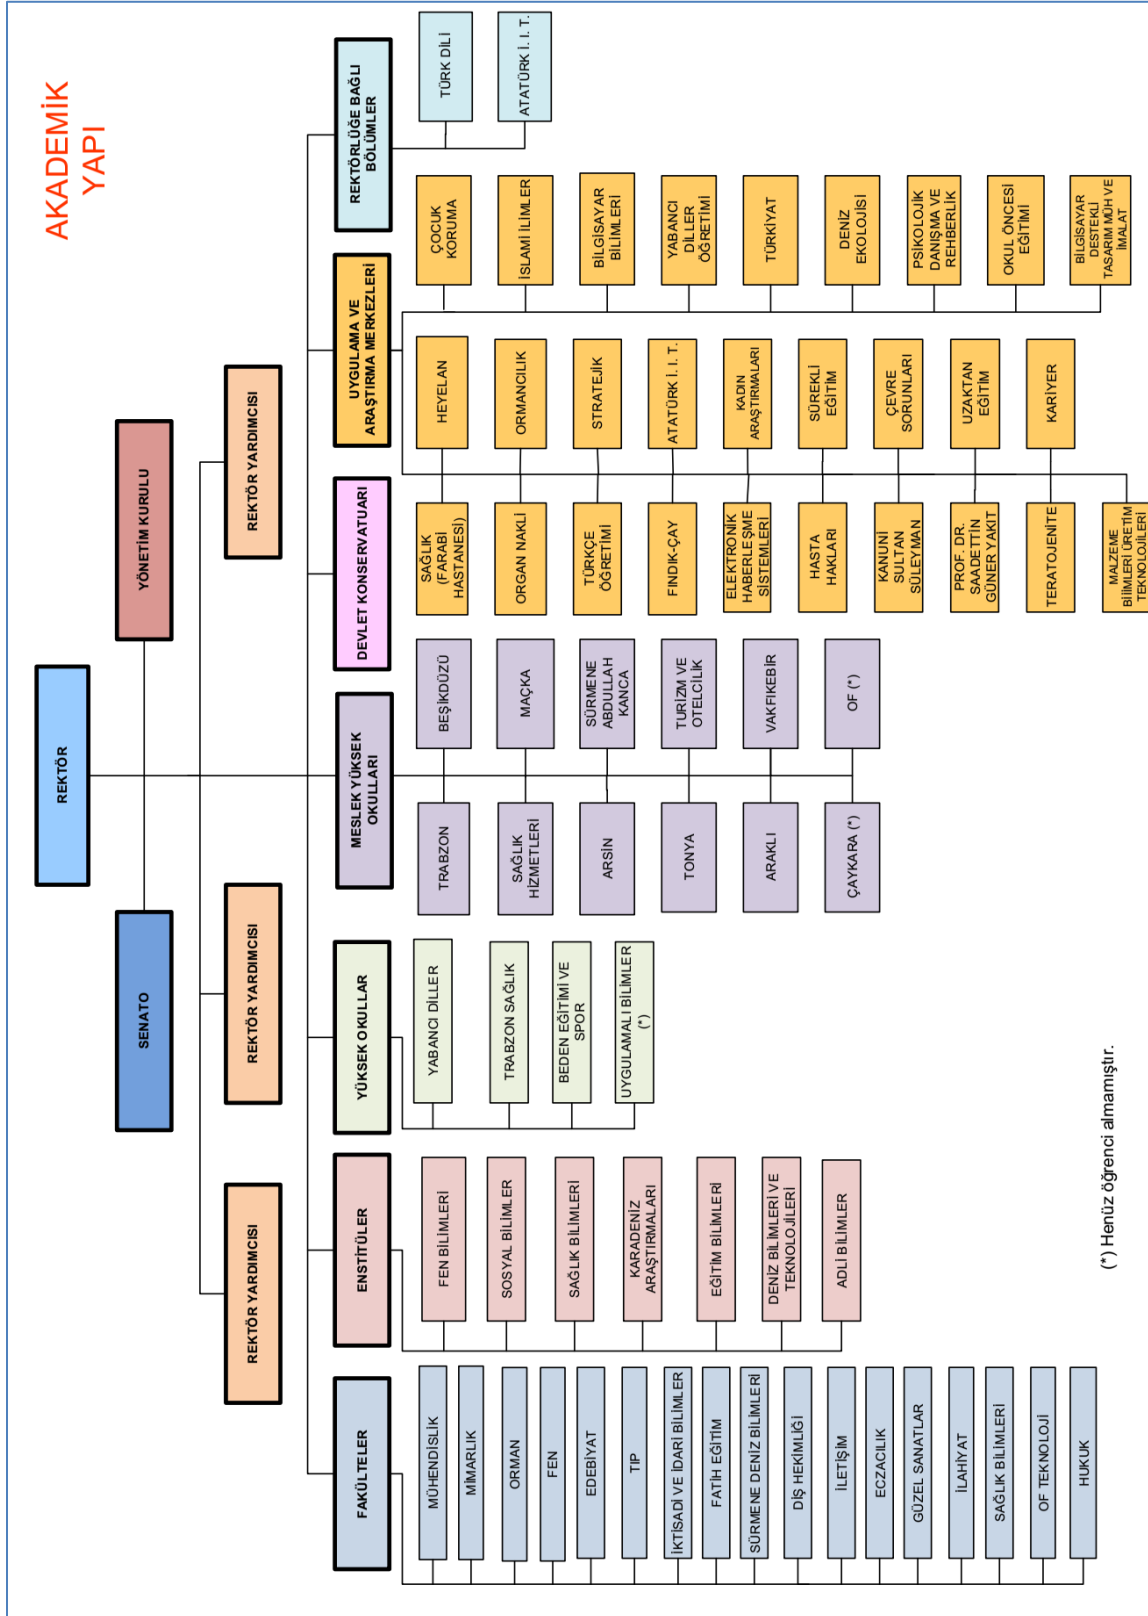 AKADEMİK
YAPI
REKTÖR
SENATO
YÖNETİM KURULU
REKTÖR YARDIMCISI
REKTÖR YARDIMCISI
REKTÖR YARDIMCISI
FAKÜLTELER
MÜHENDİSLİK
MİMARLIK
ORMAN
FEN
EDEBİYAT
TIP
İKTİSADİ VE İDARİ BİLİMLER
FATİH EĞİTİM
SÜRMENE DENİZ BİLİMLERİ
DİŞ HEKİMLİĞİ
İLETİŞİM
ECZACILIK
GÜZEL SANATLAR
İLAHİYAT
SAĞLIK BİLİMLERİ
OF TEKNOLOJİ
HUKUK
ENSTİTÜLER
FEN BİLİMLERİ
SOSYAL BİLİMLER
SAĞLIK BİLİMLERİ
KARADENİZ
ARAŞTIRMALARI
EĞİTİM BİLİMLERİ
DENİZ BİLİMLERİ VE
TEKNOLOJİLERİ
ADLİ BİLİMLER
YÜKSEK OKULLAR
YABANCI DİLLER
TRABZON SAĞLIK
BEDEN EĞİTİMİ VE
SPOR
UYGULAMALI BİLİMLER
(*)
MESLEK YÜKSEK
OKULLARI
TRABZON
BEŞİKDÜZÜ
SAĞLIK
HİZMETLERİ
MAÇKA
ARSİN
SÜRMENE
ABDULLAH
KANCA
TONYA
TURİZM VE
OTELCİLİK
ARAKLI
VAKFIKEBİR
ÇAYKARA (*)
OF (*)
DEVLET KONSERVATUARI
UYGULAMA VE
ARAŞTIRMA MERKEZLERİ
SAĞLIK
(FARABİ
HASTANESİ)
HEYELAN
ÇOCUK
KORUMA
ORGAN NAKLİ
ORMANCILIK
İSLAMİ İLİMLER
TÜRKÇE
ÖĞRETİMİ
STRATEJİK
BİLGİSAYAR
BİLİMLERİ
FINDIK-ÇAY
ATATÜRK İ. I. T.
YABANCI
DİLLER
ÖĞRETİMİ
ELEKTRONİK
HABERLEŞME
SİSTEMLERİ
KADIN
ARAŞTIRMALARI
TÜRKİYAT
HASTA
HAKLARI
SÜREKLİ
EĞİTİM
DENİZ
EKOLOJİSİ
KANUNİ
SULTAN
SÜLEYMAN
ÇEVRE
SORUNLARI
PSİKOLOJİK
DANIŞMA VE
REHBERLİK
PROF. DR.
SAADETTİN
GÜNER YAKIT
UZAKTAN
EĞİTİM
OKUL ÖNCESİ
EĞİTİMİ
TERATOJENİTE
KARİYER
BİLGİSAYAR
DESTEKLİ
TASARIM MÜH VE
İMALAT
MALZEME
BİLİMLERİ ÜRETİM
TEKNOLOJİLERİ
REKTÖRLÜĞE BAĞLI
BÖLÜMLER
TÜRK DİLİ
ATATÜRK İ. I. T.
(*) Henüz öğrenci almamıştır.